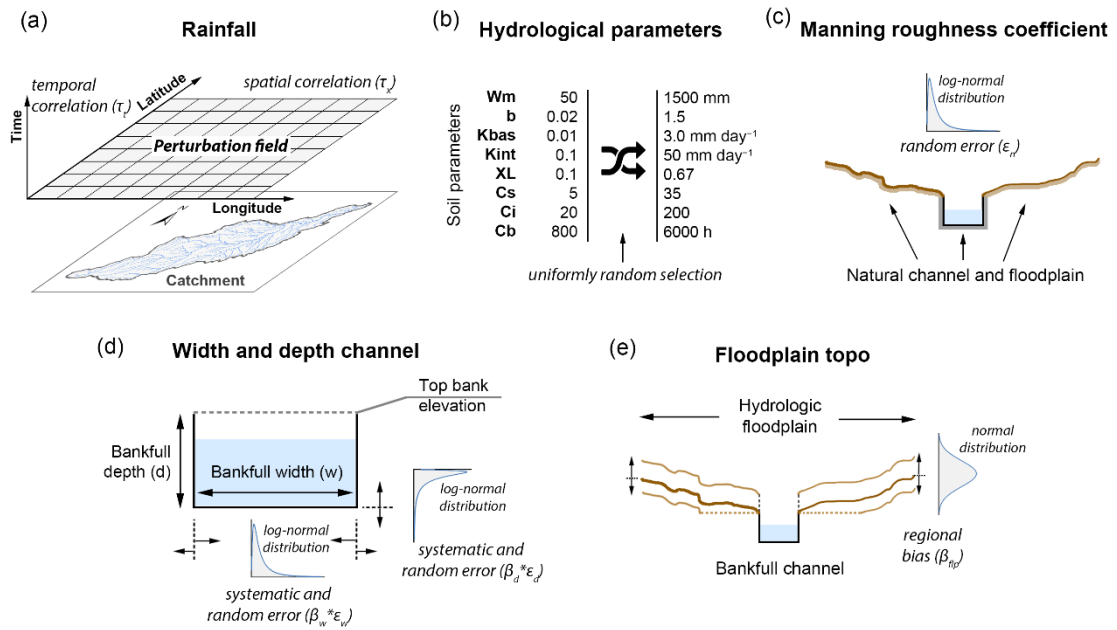 (a)
Rainfall
temporal
correlation (τt)
Latitude
spatial correlation (τx)
Time
Perturbation field
Longitude
Catchment
(b)
Hydrological parameters
Soil parameters
Wm 50 1500 mm
b 0.02 1.5
Kbas 0.01 3.0 mm day⁻¹
Kint 0.1 50 mm day⁻¹
XL 0.1 0.67
Cs 5 35
Ci 20 200
Cb 800 6000 h
uniformly random selection
(c)
Manning roughness coefficient
log-normal
distribution
random error (εn)
Natural channel and floodplain
(d)
Width and depth channel
Top bank
elevation
Bankfull
depth (d)
Bankfull width (w)
log-normal
distribution
systematic and
random error (βd*εd)
log-normal
distribution
systematic and
random error (βw*εw)
(e)
Floodplain topo
Hydrologic
floodplain
normal
distribution
regional
bias (βflp)
Bankfull channel